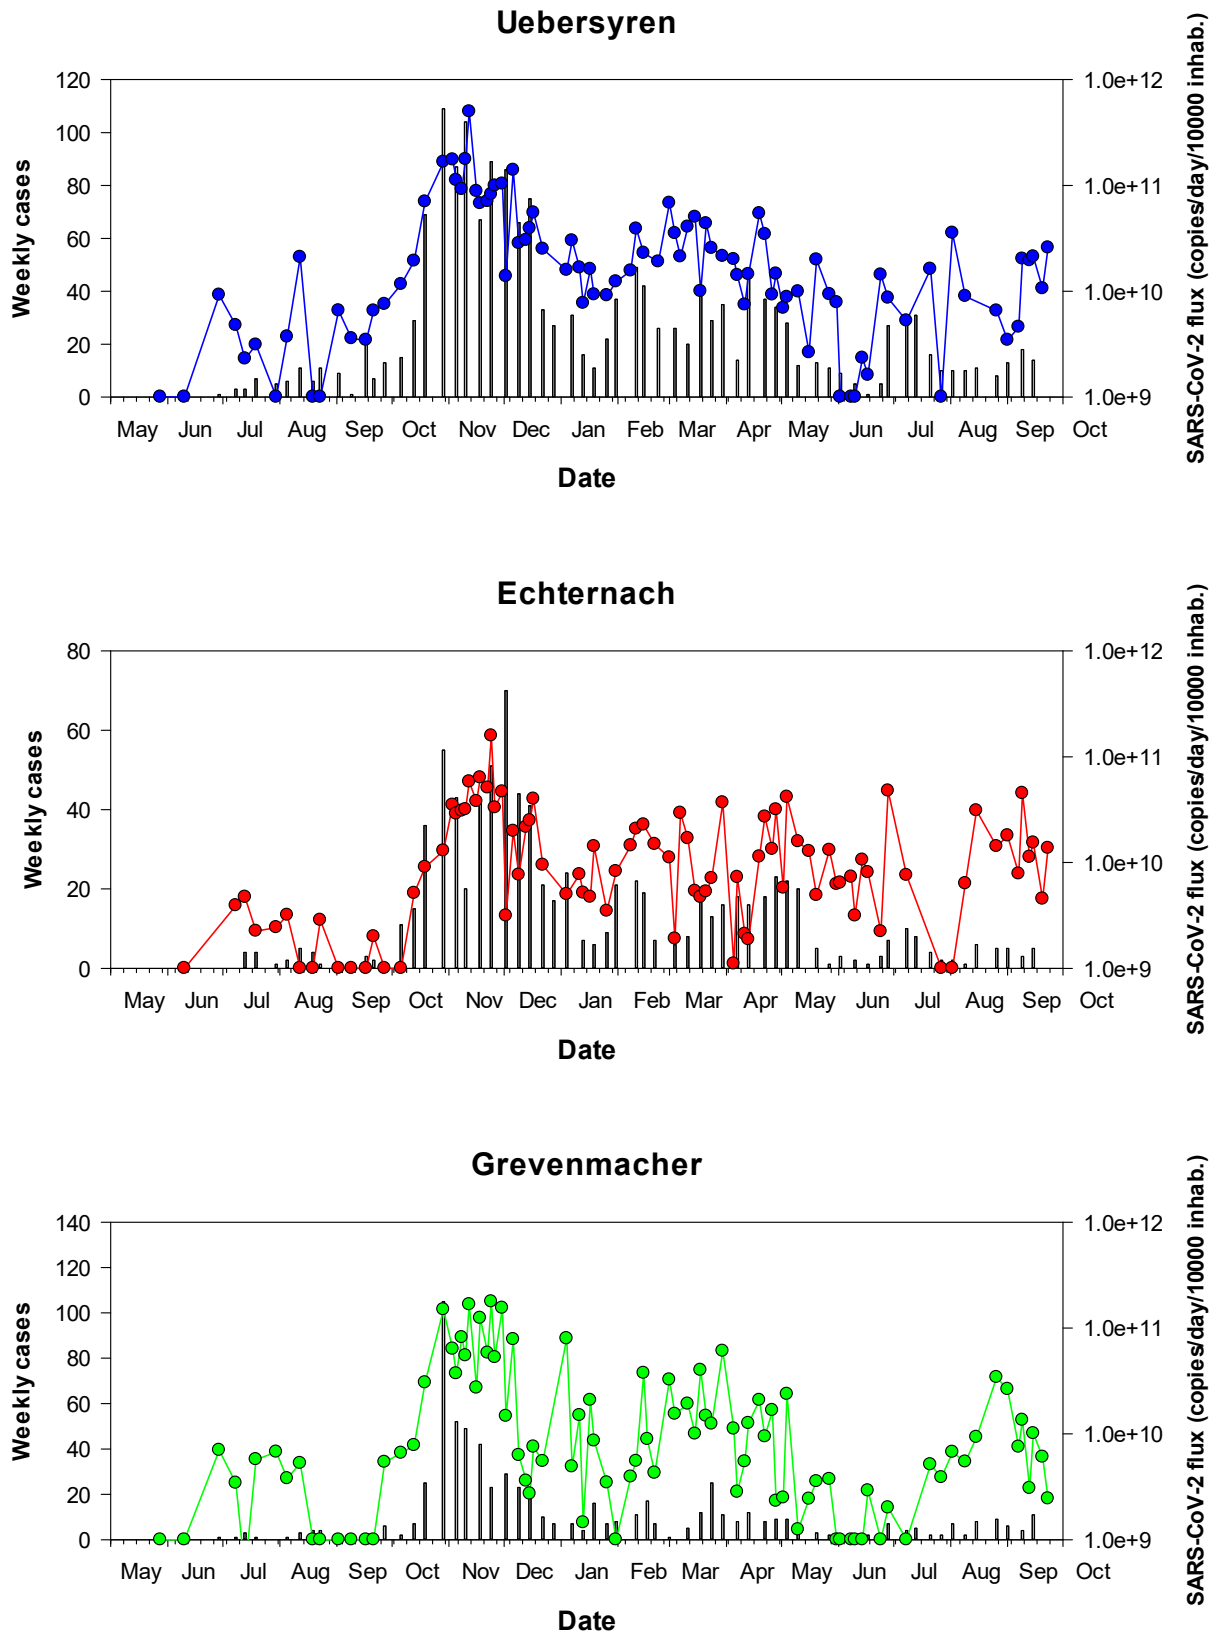 Uebersyren
120
100
80
60
40
20
0
Weekly cases
1.0e+12
1.0e+11
1.0e+10
1.0e+9
SARS-CoV-2 flux (copies/day/10000 inhab.)
May Jun Jul Aug Sep Oct Nov Dec Jan Feb Mar Apr May Jun Jul Aug Sep Oct
Date
Echternach
80
60
40
20
0
Weekly cases
1.0e+12
1.0e+11
1.0e+10
1.0e+9
SARS-CoV-2 flux (copies/day/10000 inhab.)
May Jun Jul Aug Sep Oct Nov Dec Jan Feb Mar Apr May Jun Jul Aug Sep Oct
Date
Grevenmacher
140
120
100
80
60
40
20
0
Weekly cases
1.0e+12
1.0e+11
1.0e+10
1.0e+9
SARS-CoV-2 flux (copies/day/10000 inhab.)
May Jun Jul Aug Sep Oct Nov Dec Jan Feb Mar Apr May Jun Jul Aug Sep Oct
Date